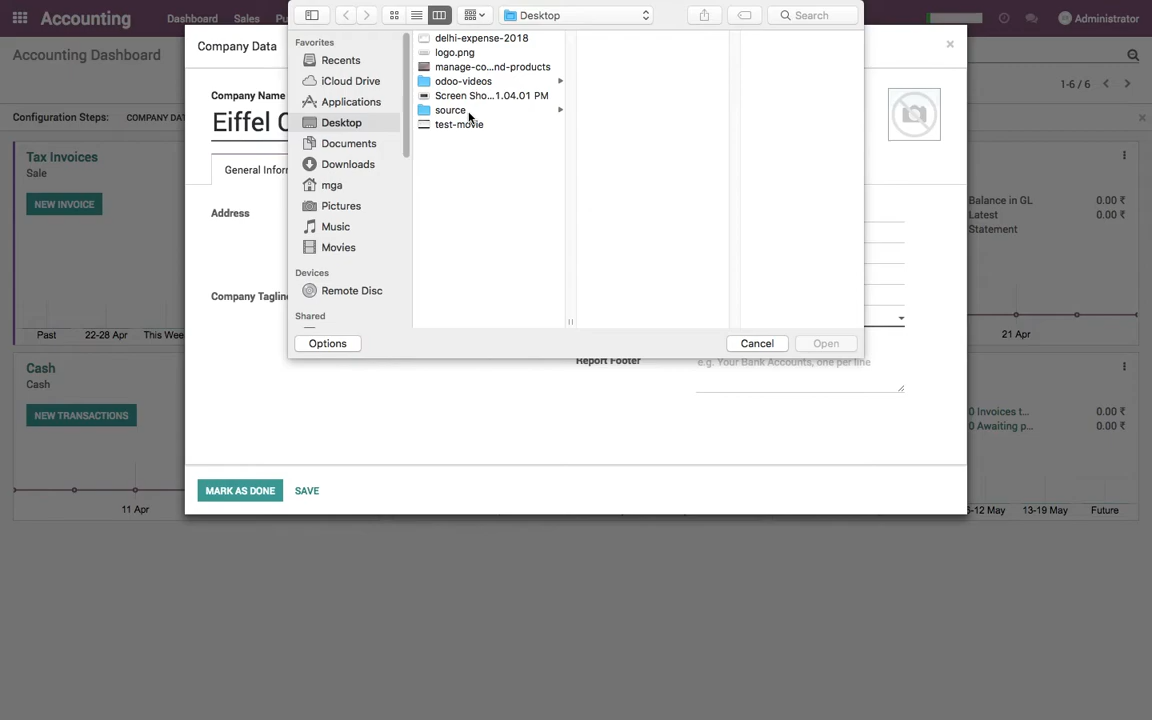 Accounting
Dashboard
Sales
Administrator
Accounting Dashboard
1-6 / 6
Configuration Steps:
COMPANY DAT
Company Data
×
Company Name
Eiffel
General Inforr
Address
Company Tagline
Report Footer
e.g. Your Bank Accounts, one per line
MARK AS DONE
SAVE
Desktop
Search
Favorites
Recents
iCloud Drive
Applications
Desktop
Documents
Downloads
mga
Pictures
Music
Movies
Devices
Remote Disc
Shared
delhi-expense-2018
logo.png
manage-co...nd-products
odoo-videos
Screen Sho...1.04.01 PM
source
test-movie
Options
Cancel
Open
Tax Invoices
Sale
NEW INVOICE
Past
22-28 Apr
This Wee
Balance in GL
0.00 ₹
Latest
0.00 ₹
Statement
21 Apr
Cash
Cash
NEW TRANSACTIONS
11 Apr
0 Invoices t...
0.00 ₹
0 Awaiting p...
0.00 ₹
6-12 May
13-19 May
Future